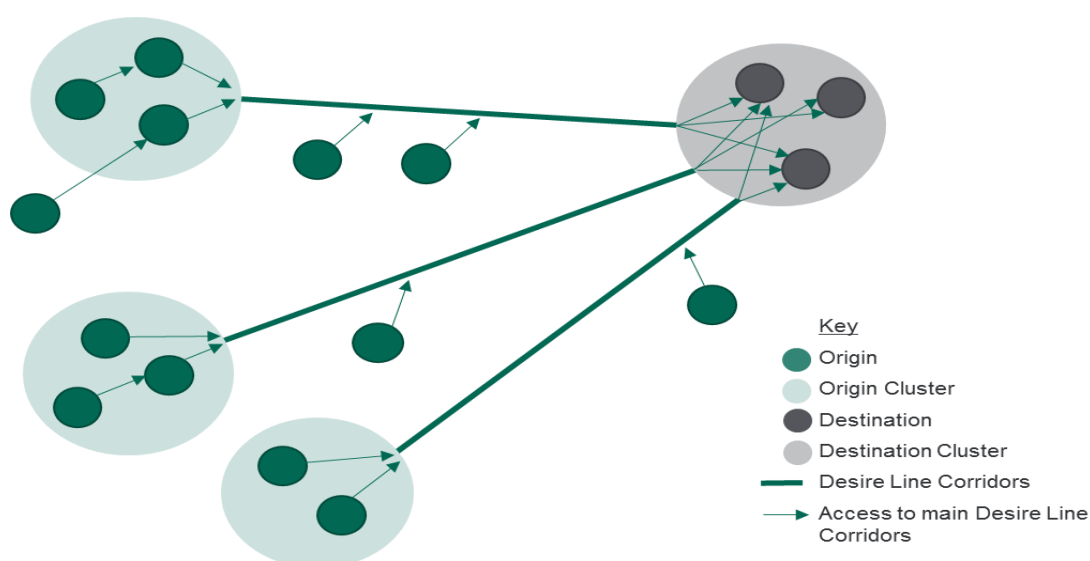 Key
Origin
Origin Cluster
Destination
Destination Cluster
Desire Line Corridors
Access to main Desire Line
Corridors